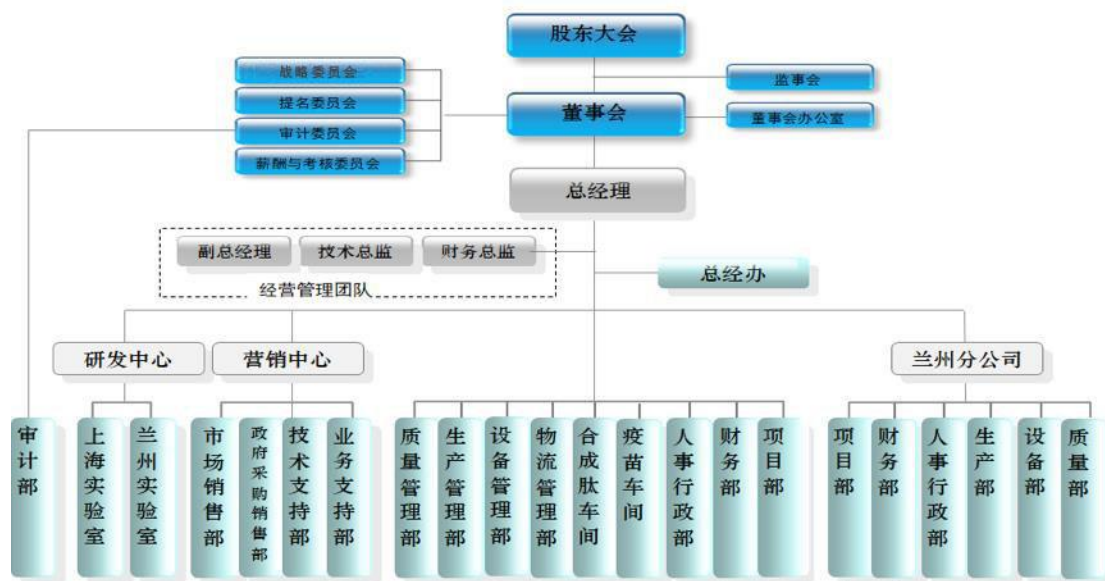 股东大会
战略委员会
监事会
提名委员会
董事会
董事会办公室
审计委员会
薪酬与考核委员会
总经理
副总经理
技术总监
财务总监
总经办
经营管理团队
研发中心
营销中心
兰州分公司
审计部
上海实验室
兰州实验室
市场销售部
政府采购销售部
技术支持部
业务支持部
质量管理部
生产管理部
设备管理部
物流管理部
合成肽车间
疫苗车间
人事行政部
财务部
项目部
项目部
财务部
人事行政部
生产部
设备部
质量部